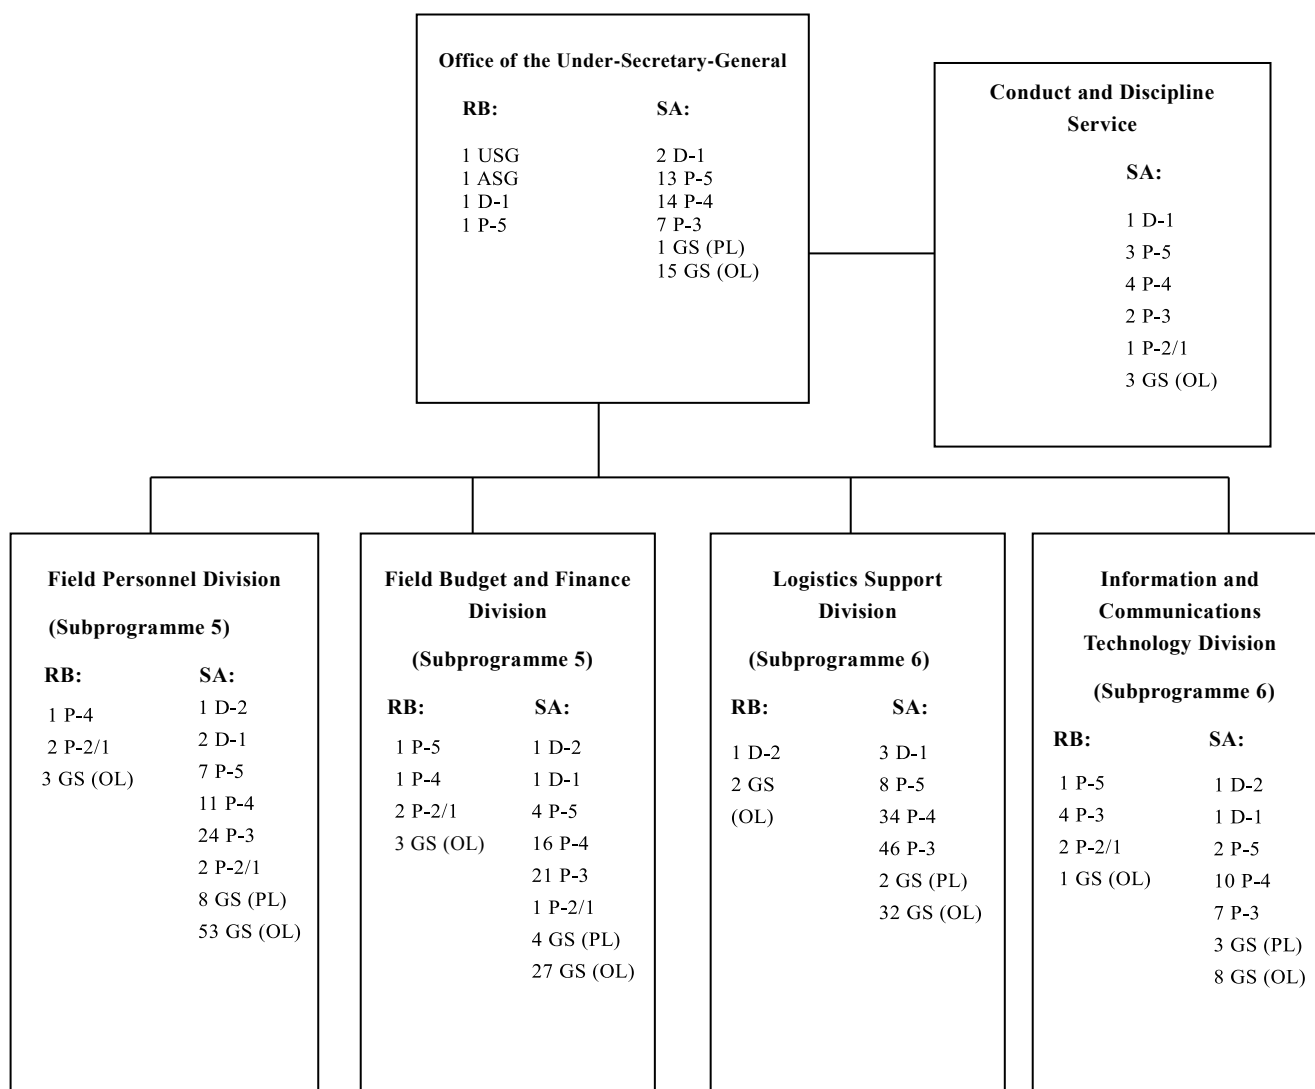 Office of the Under-Secretary-General
RB:
1 USG
1 ASG
1 D-1
1 P-5
SA:
2 D-1
13 P-5
14 P-4
7 P-3
1 GS (PL)
15 GS (OL)
Conduct and Discipline
Service
SA:
1 D-1
3 P-5
4 P-4
2 P-3
1 P-2/1
3 GS (OL)
Field Personnel Division
(Subprogramme 5)
RB:
1 P-4
2 P-2/1
3 GS (OL)
SA:
1 D-2
2 D-1
7 P-5
11 P-4
24 P-3
2 P-2/1
8 GS (PL)
53 GS (OL)
Field Budget and Finance
Division
(Subprogramme 5)
RB:
1 P-5
1 P-4
2 P-2/1
3 GS (OL)
SA:
1 D-2
1 D-1
4 P-5
16 P-4
21 P-3
1 P-2/1
4 GS (PL)
27 GS (OL)
Logistics Support
Division
(Subprogramme 6)
RB:
1 D-2
2 GS
(OL)
SA:
3 D-1
8 P-5
34 P-4
46 P-3
2 GS (PL)
32 GS (OL)
Information and
Communications
Technology Division
(Subprogramme 6)
RB:
1 P-5
4 P-3
2 P-2/1
1 GS (OL)
SA:
1 D-2
1 D-1
2 P-5
10 P-4
7 P-3
3 GS (PL)
8 GS (OL)